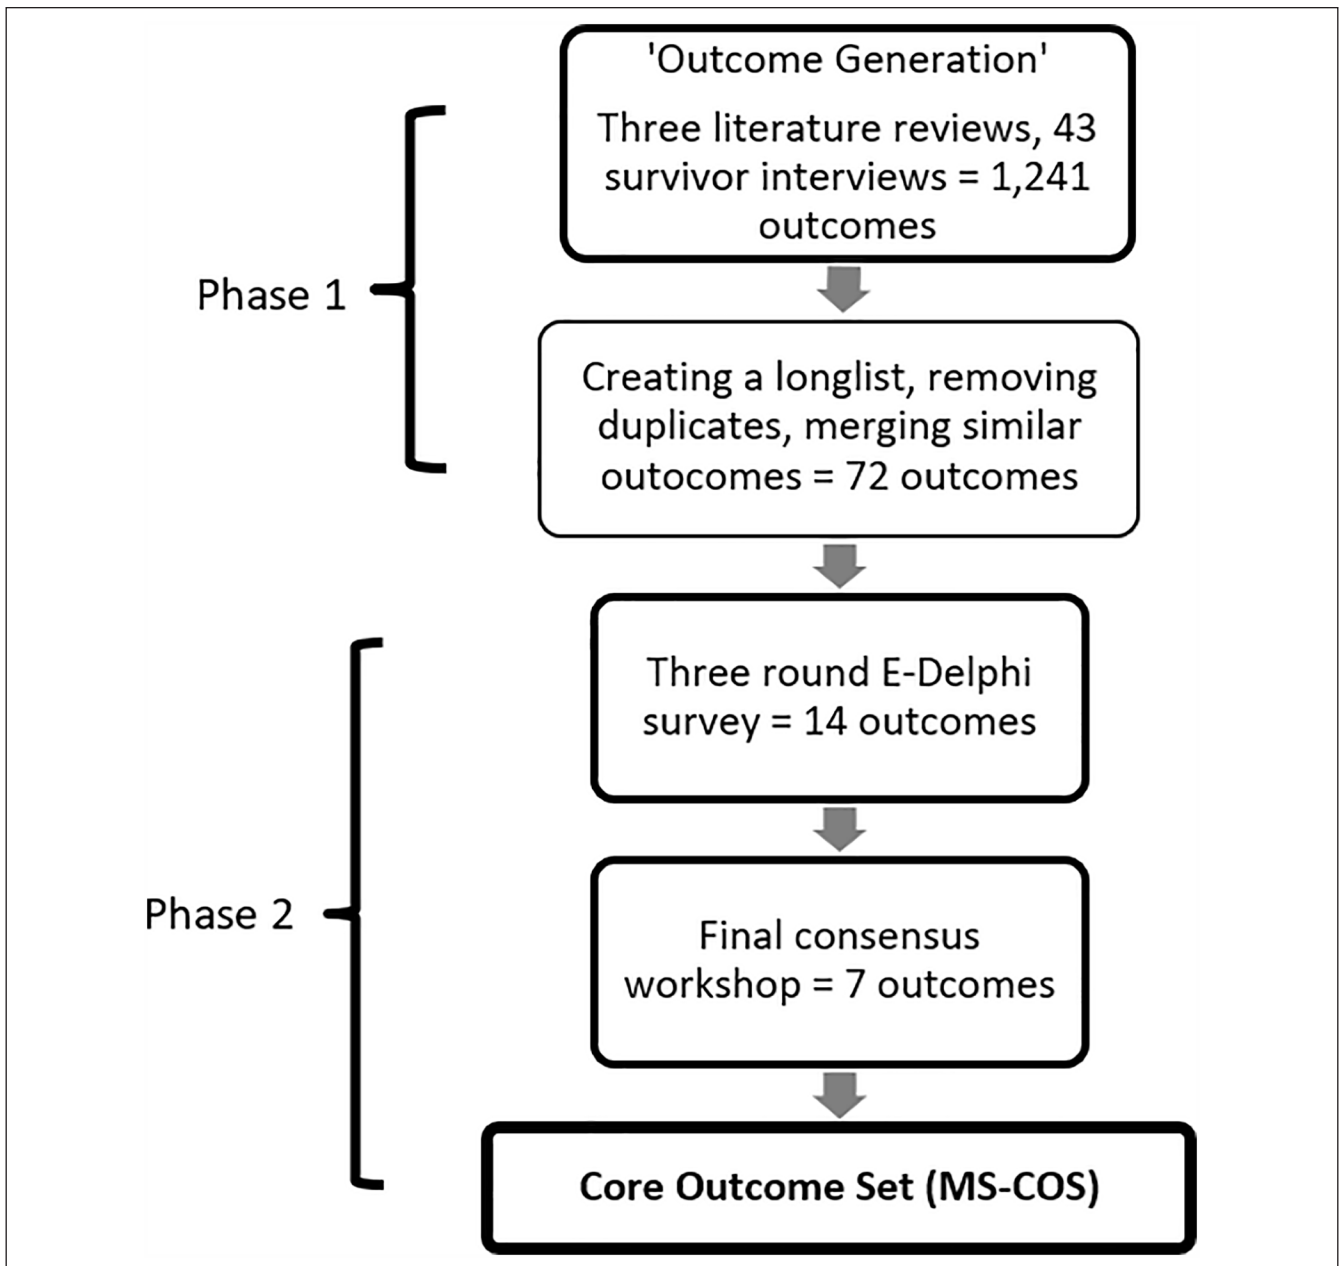 'Outcome Generation'
Three literature reviews, 43
survivor interviews = 1,241
outcomes
Phase 1
Creating a longlist, removing
duplicates, merging similar
outocomes = 72 outcomes
Three round E-Delphi
survey = 14 outcomes
Phase 2
Final consensus
workshop = 7 outcomes
Core Outcome Set (MS-COS)